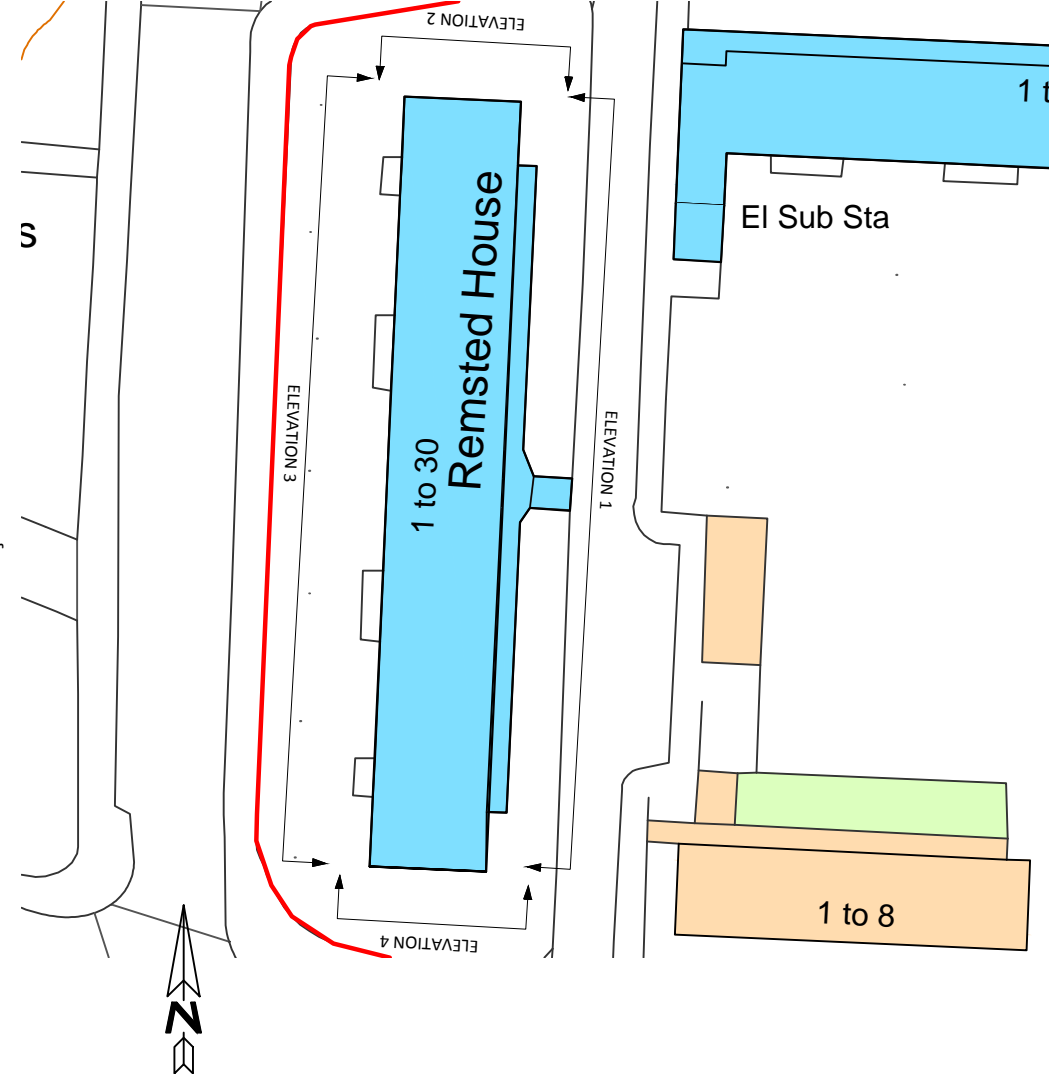 ELEVATION 2
1 t
El Sub Sta
s
Remsted House
1 to 30
ELEVATION 3
ELEVATION 1
1 to 8
ELEVATION 4
N